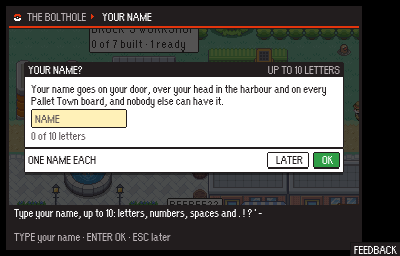 THE BOLTHOLE ▸ YOUR NAME
BROCK'S WORKSHOP
0 of 7 built · 1 ready
YOUR NAME?
UP TO 10 LETTERS
Your name goes on your door, over your head in the harbour and on every
Pallet Town board, and nobody else can have it.
NAME
0 of 10 letters
ONE NAME EACH
LATER
OK
Type your name, up to 10: letters, numbers, spaces and . ! ? ' -
TYPE your name · ENTER OK · ESC later
FEEDBACK